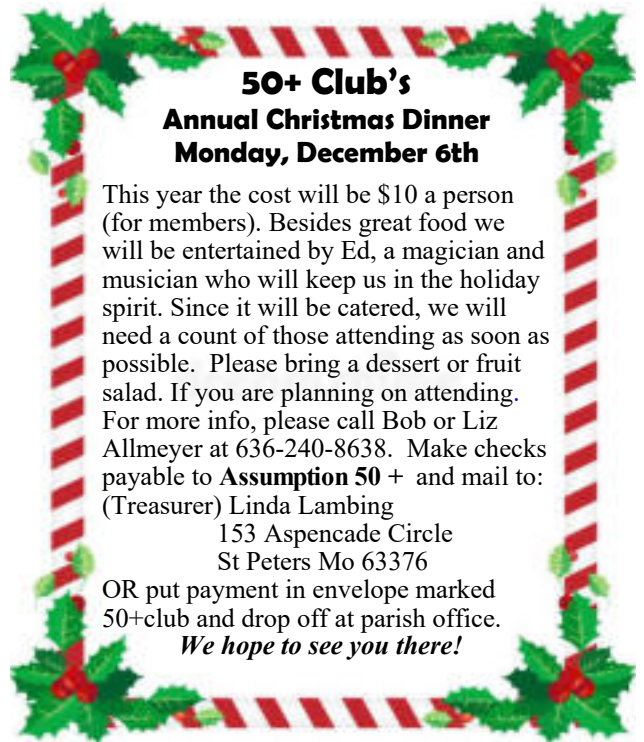 50+ Club's
Annual Christmas Dinner
Monday, December 6th
This year the cost will be $10 a person
(for members). Besides great food we
will be entertained by Ed, a magician and
musician who will keep us in the holiday
spirit. Since it will be catered, we will
need a count of those attending as soon as
possible.  Please bring a dessert or fruit
salad. If you are planning on attending.
For more info, please call Bob or Liz
Allmeyer at 636-240-8638.  Make checks
payable to Assumption 50 +  and mail to:
(Treasurer) Linda Lambing
153 Aspencade Circle
St Peters Mo 63376
OR put payment in envelope marked
50+club and drop off at parish office.
We hope to see you there!